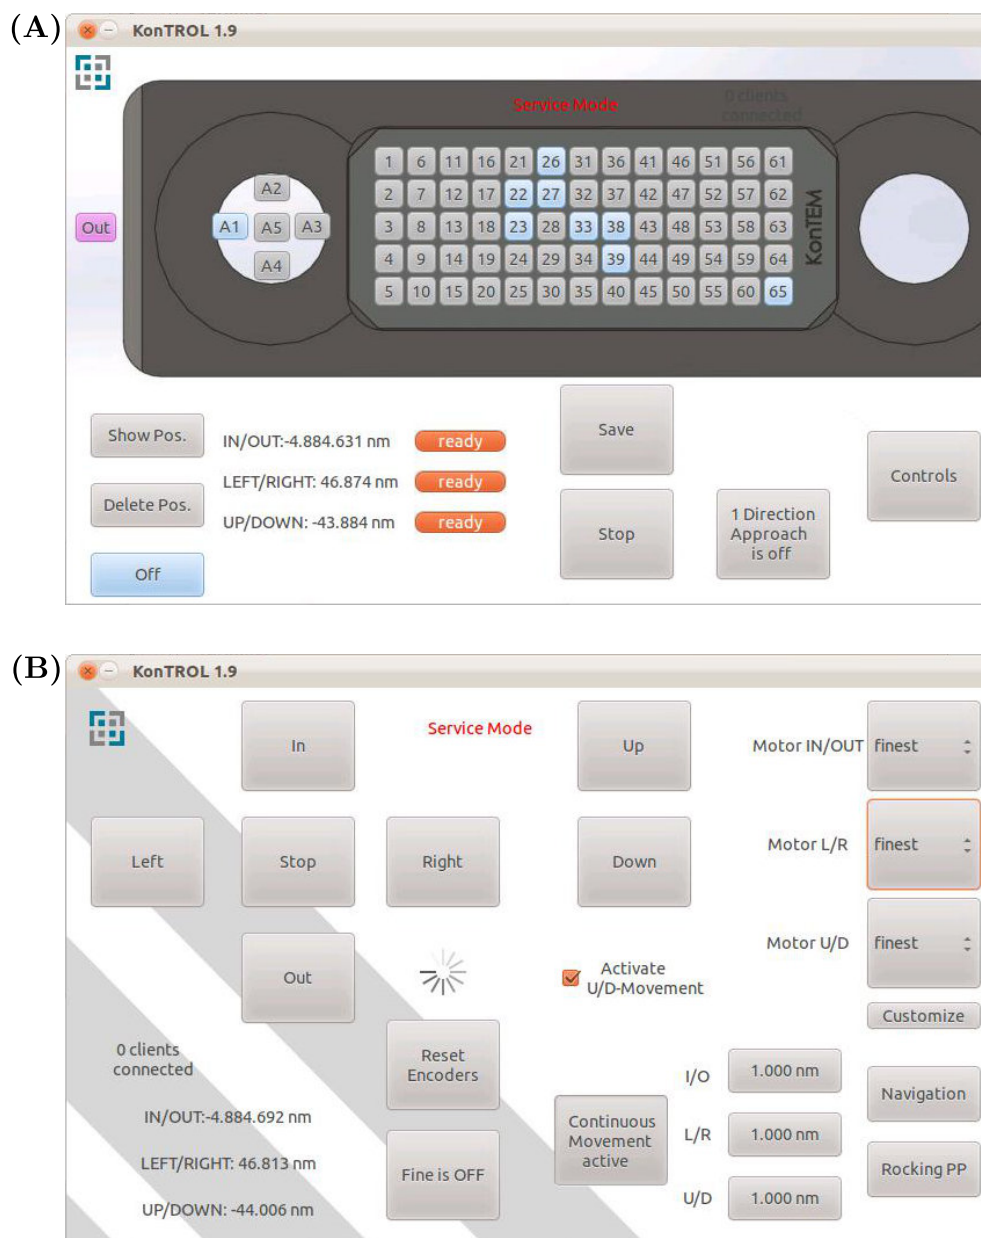 (A)
KonTROL 1.9
Service Mode
0 clients
connected
1 6 11 16 21 26 31 36 41 46 51 56 61
A2
2 7 12 17 22 27 32 37 42 47 52 57 62
Out
A1 A5 A3
3 8 13 18 23 28 33 38 43 48 53 58 63
KonTEM
A4
4 9 14 19 24 29 34 39 44 49 54 59 64
5 10 15 20 25 30 35 40 45 50 55 60 65
Show Pos.
IN/OUT:-4.884.631 nm
ready
Save
Controls
Delete Pos.
LEFT/RIGHT: 46.874 nm
ready
UP/DOWN: -43.884 nm
ready
Stop
1 Direction
Approach
is off
Off
(B)
KonTROL 1.9
In
Service Mode
Up
Motor IN/OUT
finest
Left
Stop
Right
Down
Motor L/R
finest
Out
Activate
U/D-Movement
Motor U/D
finest
Customize
0 clients
connected
Reset
Encoders
I/O
1.000 nm
Navigation
IN/OUT:-4.884.692 nm
Continuous
Movement
active
L/R
1.000 nm
LEFT/RIGHT: 46.813 nm
Fine is OFF
Rocking PP
UP/DOWN: -44.006 nm
U/D
1.000 nm